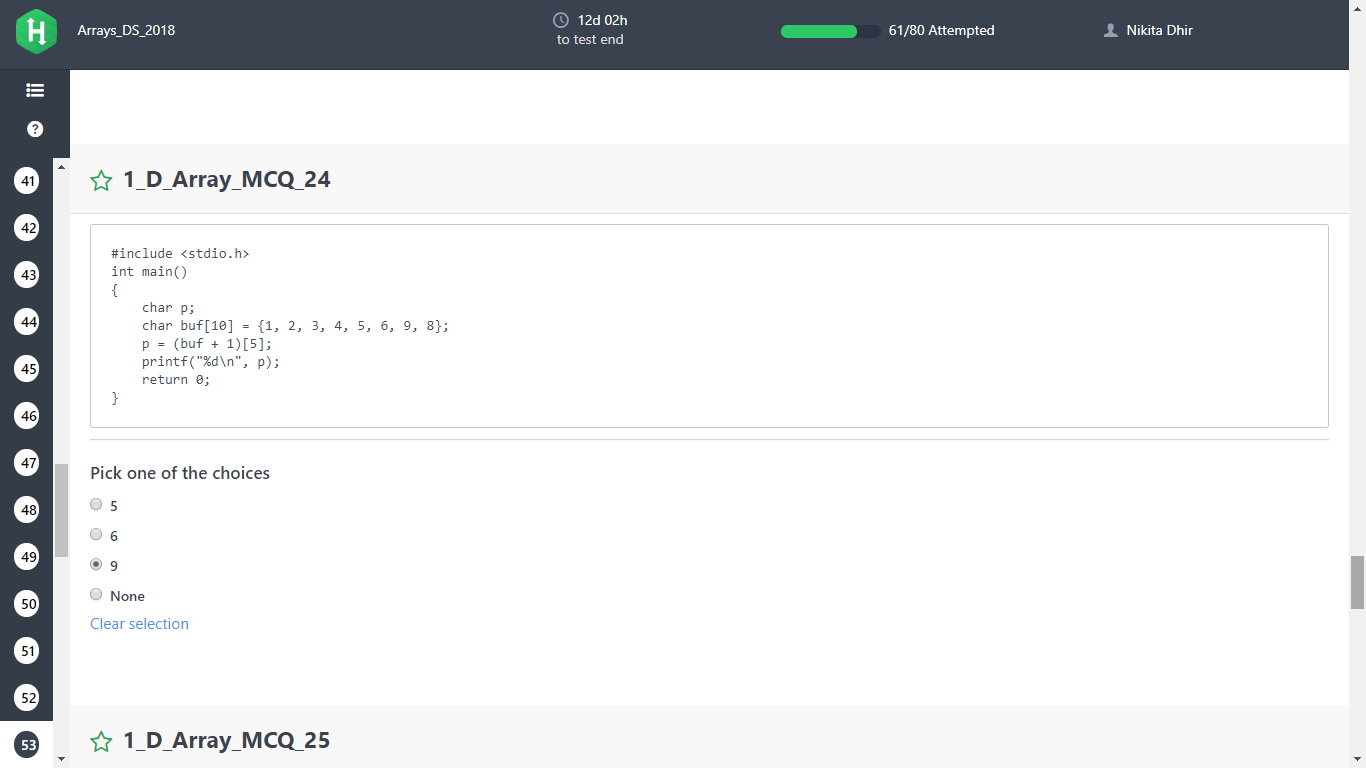 Arrays_DS_2018
12d 02h
to test end
61/80 Attempted
Nikita Dhir
?
41
42
43
44
45
46
47
48
49
50
51
52
53
1_D_Array_MCQ_24
#include <stdio.h>
int main()
{
    char p;
    char buf[10] = {1, 2, 3, 4, 5, 6, 9, 8};
    p = (buf + 1)[5];
    printf("%d\n", p);
    return 0;
}
Pick one of the choices
5
6
9
None
Clear selection
1_D_Array_MCQ_25